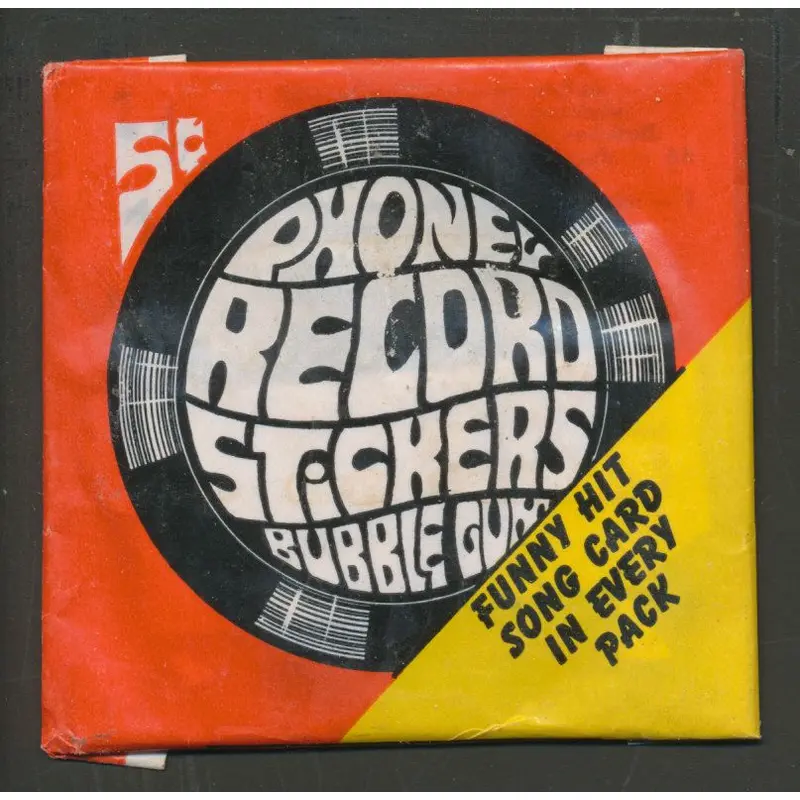 5¢
PHONEY
RECORD
STiCKERS
BUBBLE GUM
FUNNY HIT
SONG CARD
IN EVERY
PACK